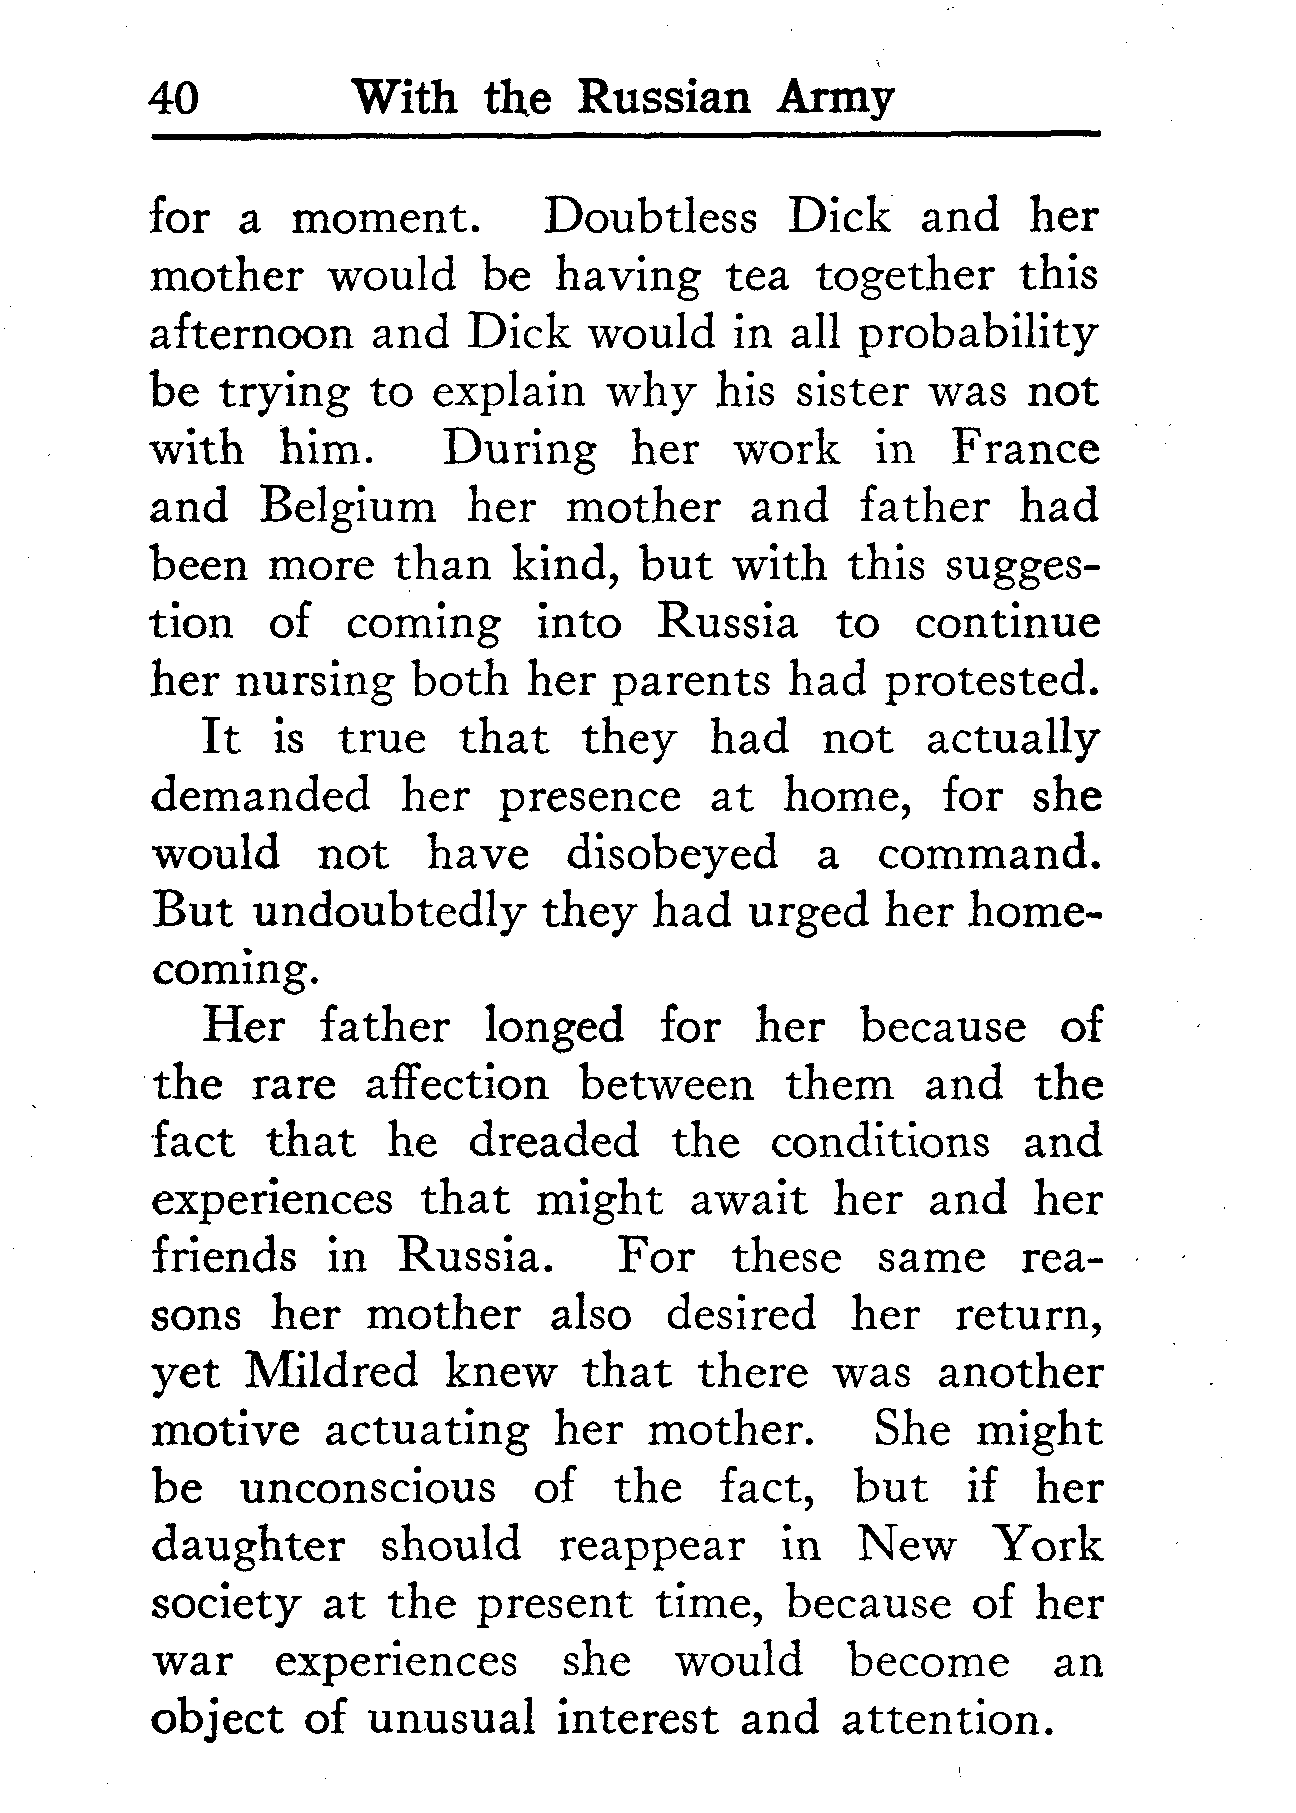 40 With the Russian Army
for a moment. Doubtless Dick and her
mother would be having tea together this
afternoon and Dick would in all probability
be trying to explain why his sister was not
with him. During her work in France
and Belgium her mother and father had
been more than kind, but with this sugges-
tion of coming into Russia to continue
her nursing both her parents had protested.
It is true that they had not actually
demanded her presence at home, for she
would not have disobeyed a command.
But undoubtedly they had urged her home-
coming.
Her father longed for her because of
the rare affection between them and the
fact that he dreaded the conditions and
experiences that might await her and her
friends in Russia. For these same rea-
sons her mother also desired her return,
yet Mildred knew that there was another
motive actuating her mother. She might
be unconscious of the fact, but if her
daughter should reappear in New York
society at the present time, because of her
war experiences she would become an
object of unusual interest and attention.